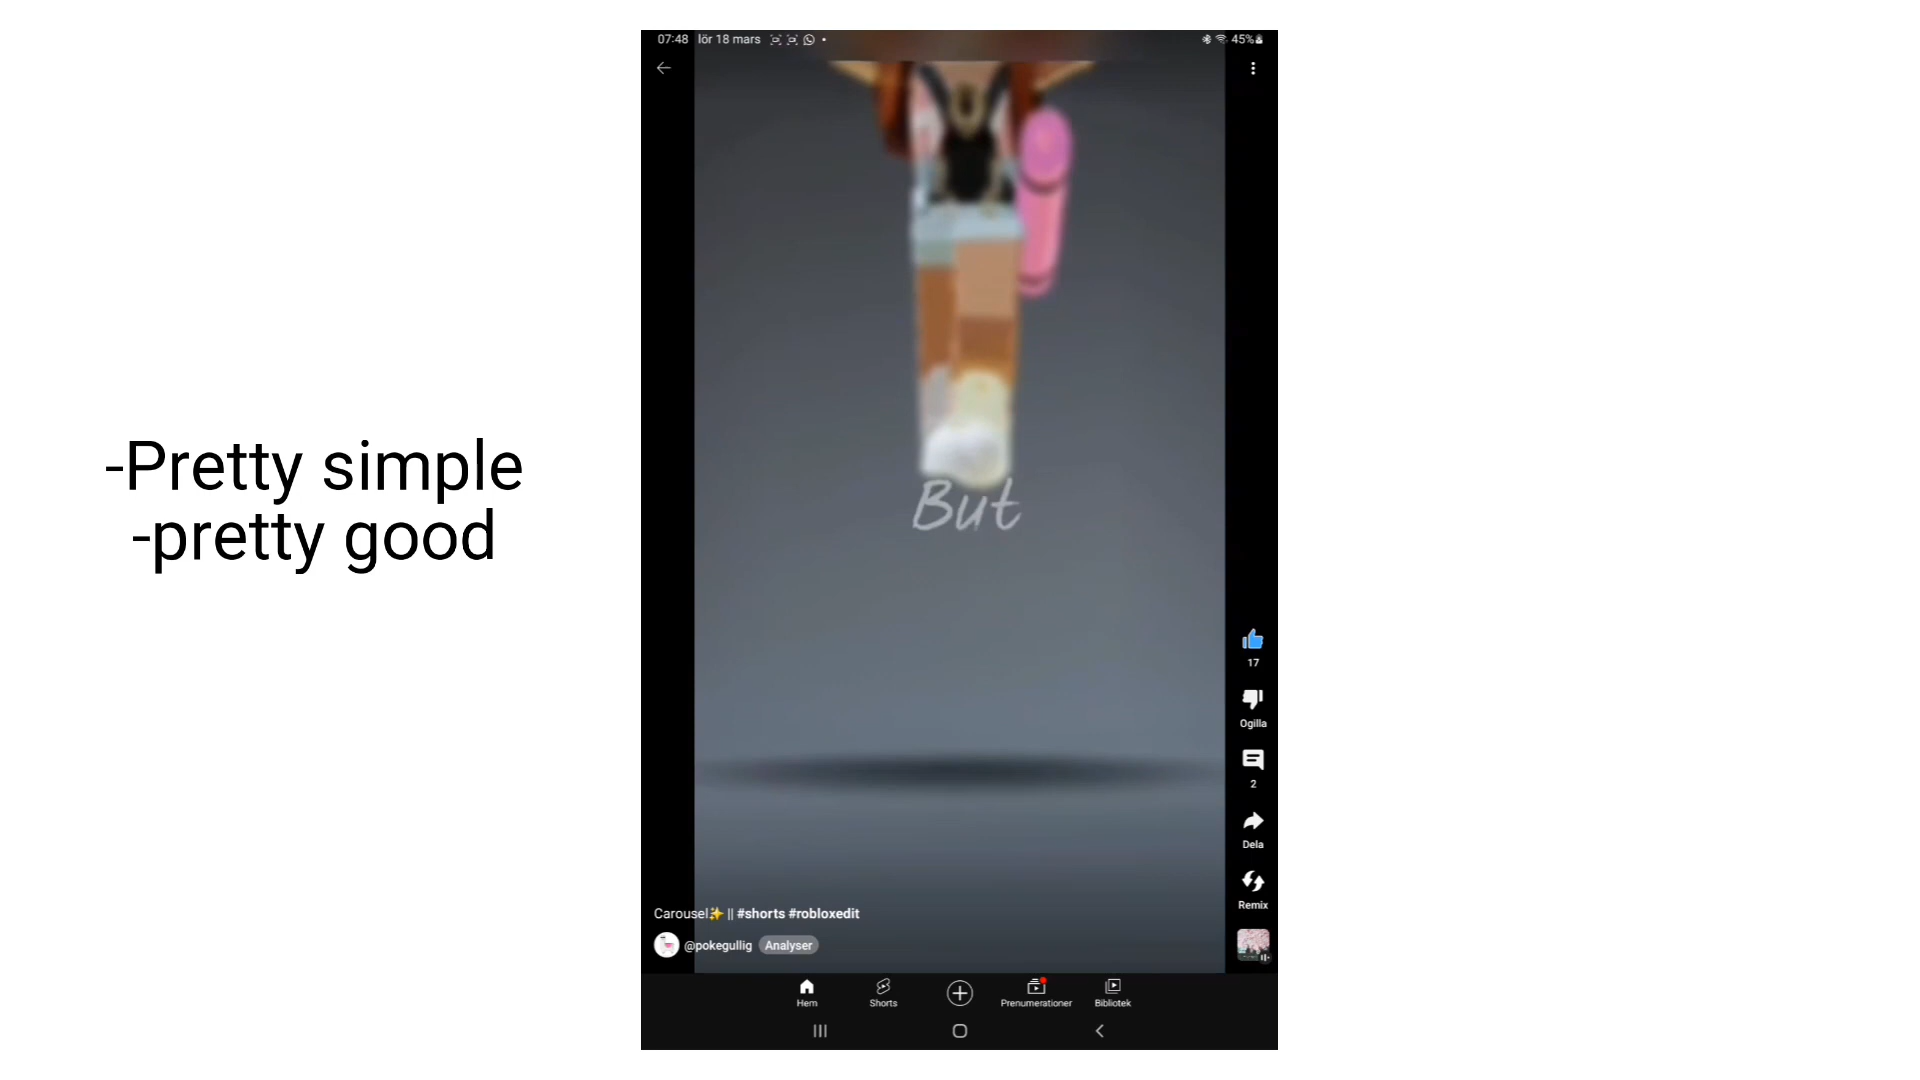 -Pretty simple
-pretty good
07:48 lör 18 mars
45%
But
17
Ogilla
2
Dela
Remix
Carousel✨ || #shorts #robloxedit
@pokegullig Analyser
Hem Shorts Prenumerationer Bibliotek